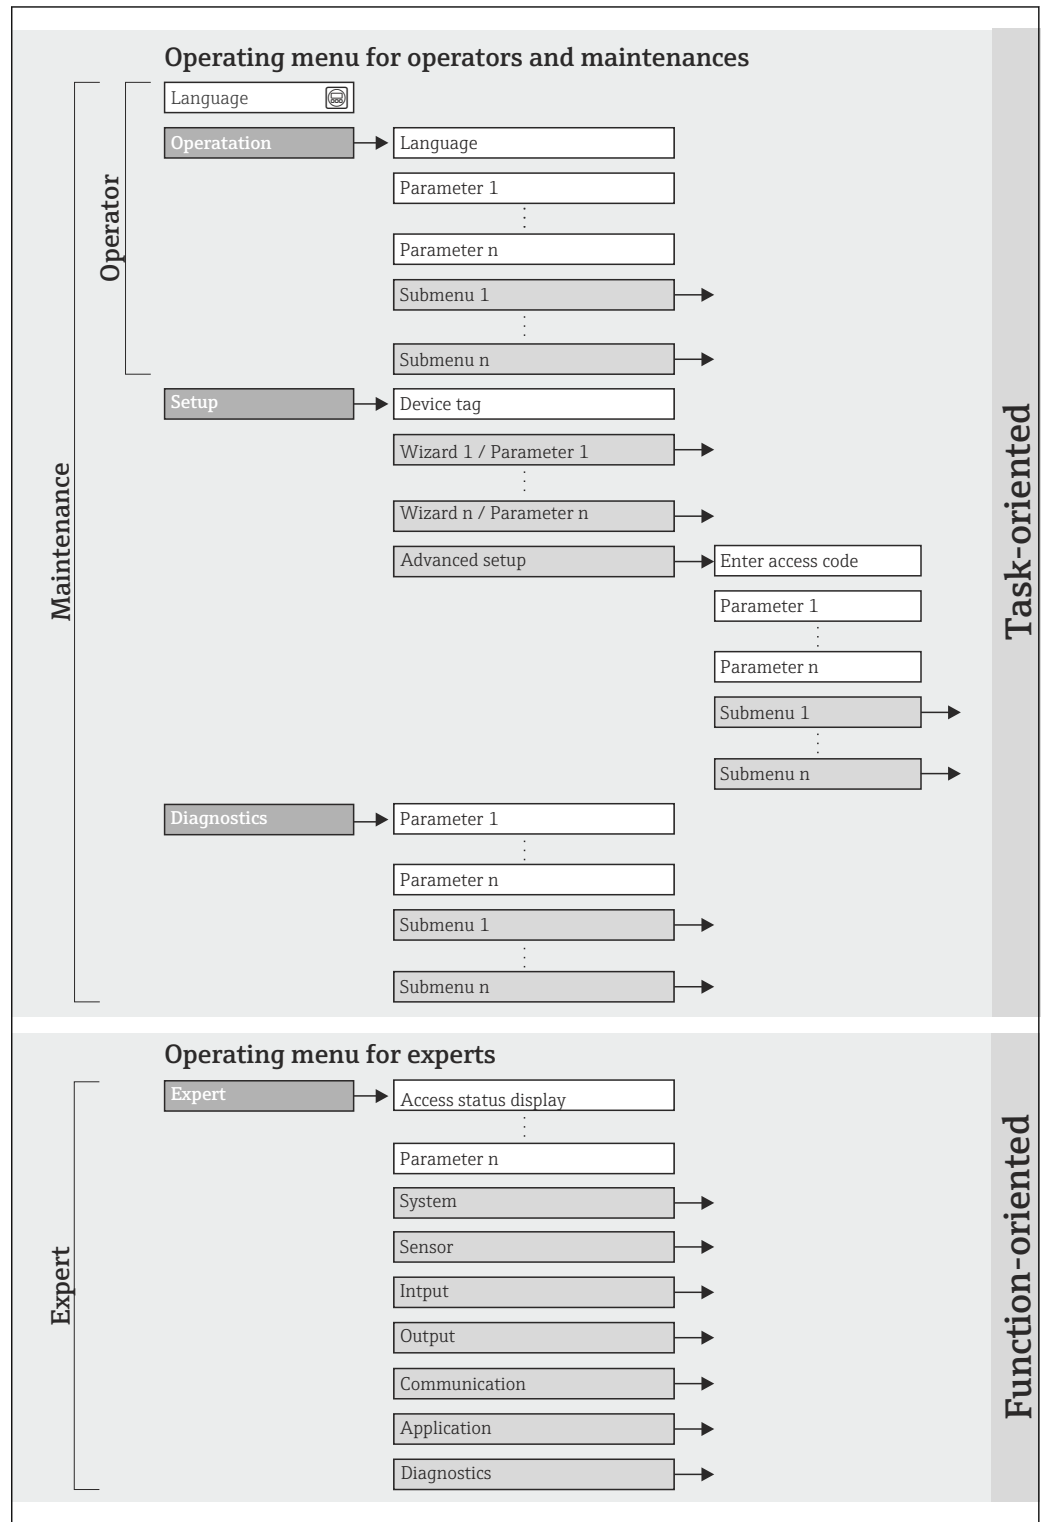 Operating menu for operators and maintenances
Language
Operatation
Language
Parameter 1
Parameter n
Submenu 1
Submenu n
Operator
Setup
Device tag
Wizard 1 / Parameter 1
Wizard n / Parameter n
Advanced setup
Enter access code
Parameter 1
Parameter n
Submenu 1
Submenu n
Maintenance
Task-oriented
Diagnostics
Parameter 1
Parameter n
Submenu 1
Submenu n
Operating menu for experts
Expert
Access status display
Parameter n
System
Sensor
Intput
Output
Communication
Application
Diagnostics
Expert
Function-oriented